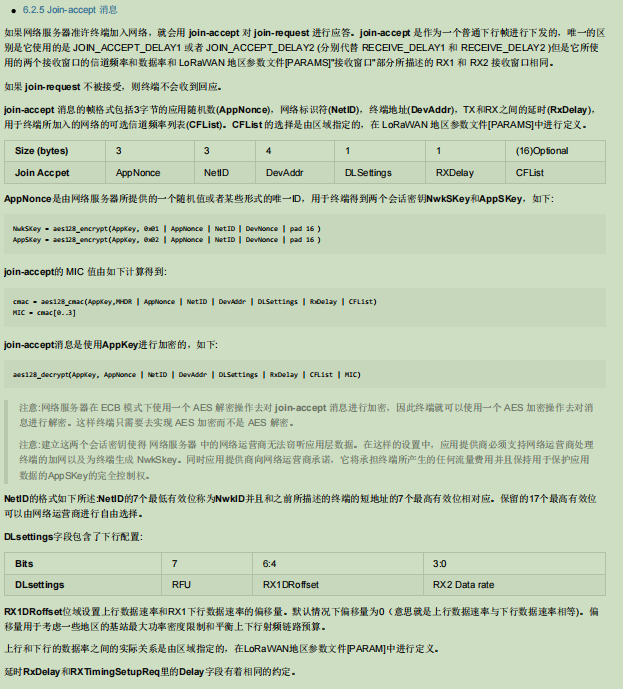 6.2.5 Join-accept 消息
如果网络服务器准许终端加入网络，就会用 join-accept 对 join-request 进行应答。join-accept 是作为一个普通下行帧进行下发的，唯一的区
别是它使用的是 JOIN_ACCEPT_DELAY1 或者 JOIN_ACCEPT_DELAY2 (分别代替 RECEIVE_DELAY1 和 RECEIVE_DELAY2 )但是它所使
用的两个接收窗口的信道频率和数据率和 LoRaWAN 地区参数文件[PARAMS]"接收窗口"部分所描述的 RX1 和 RX2 接收窗口相同。
如果 join-request 不被接受，则终端不会收到回应。
join-accept 消息的帧格式包括3字节的应用随机数(AppNonce)，网络标识符(NetID)，终端地址(DevAddr)，TX和RX之间的延时(RxDelay)，
用于终端所加入的网络的可选信道频率列表(CFList)。CFList 的选择是由区域指定的，在 LoRaWAN 地区参数文件[PARAMS]中进行定义。
Size (bytes) 3 3 4 1 1 (16)Optional
Join Accpet AppNonce NetID DevAddr DLSettings RXDelay CFList
AppNonce是由网络服务器所提供的一个随机值或者某些形式的唯一ID，用于终端得到两个会话密钥NwkSKey和AppSKey，如下:
NwkSKey = aes128_encrypt(AppKey, 0x01 | AppNonce | NetID | DevNonce | pad 16 )
AppSKey = aes128_encrypt(AppKey, 0x02 | AppNonce | NetID | DevNonce | pad 16 )
join-accept的 MIC 值由如下计算得到:
cmac = aes128_cmac(AppKey,MHDR | AppNonce | NetID | DevAddr | DLSettings | RxDelay | CFList)
MIC = cmac[0..3]
join-accept消息是使用AppKey进行加密的，如下:
aes128_decrypt(AppKey, AppNonce | NetID | DevAddr | DLSettings | RxDelay | CFList | MIC)
注意:网络服务器在 ECB 模式下使用一个 AES 解密操作去对 join-accept 消息进行加密，因此终端就可以使用一个 AES 加密操作去对消
息进行解密。这样终端只需要去实现 AES 加密而不是 AES 解密。
注意:建立这两个会话密钥使得 网络服务器 中的网络运营商无法窃听应用层数据。在这样的设置中，应用提供商必须支持网络运营商处理
终端的加网以及为终端生成 NwkSkey。同时应用提供商向网络运营商承诺，它将承担终端所产生的任何流量费用并且保持用于保护应用
数据的AppSKey的完全控制权。
NetID的格式如下所述:NetID的7个最低有效位称为NwkID并且和之前所描述的终端的短地址的7个最高有效位相对应。保留的17个最高有效位
可以由网络运营商进行自由选择。
DLsettings字段包含了下行配置:
Bits 7 6:4 3:0
DLsettings RFU RX1DRoffset RX2 Data rate
RX1DRoffset位域设置上行数据速率和RX1下行数据速率的偏移量。默认情况下偏移量为0（意思就是上行数据速率与下行数据速率相等)。偏
移量用于考虑一些地区的基站最大功率密度限制和平衡上下行射频链路预算。
上行和下行的数据率之间的实际关系是由区域指定的，在LoRaWAN地区参数文件[PARAM]中进行定义。
延时RxDelay和RXTimingSetupReq里的Delay字段有着相同的约定。